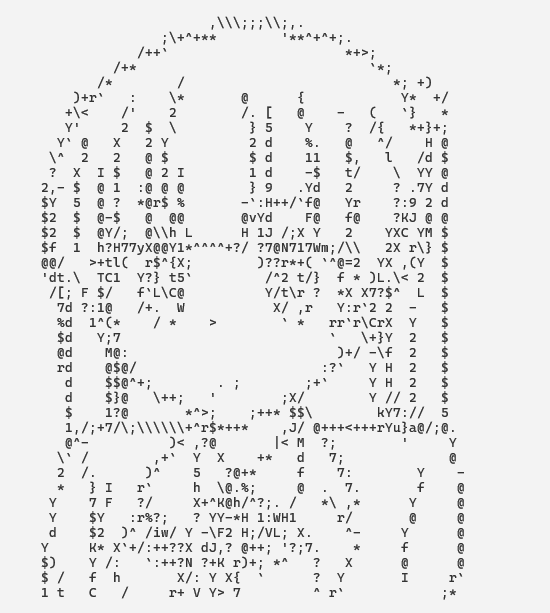 ,\\\;;;\\;,.
;\+^+** '**^+^+;.
/++` *+>;
/+* `*;
/* / *; +)
)+r` : \* @ { Y* +/
+\< /' 2 /. [ @ - ( `} *
Y' 2 $ \ } 5 Y ? /{ *+}+;
Y` @ X 2 Y 2 d %. @ ^/ H @
\^ 2 2 @ $ $ d 11 $, l /d $
? X I $ @ 2 I 1 d -$ t/ \ YY @
2,- $ @ 1 :@ @ @ } 9 .Yd 2 ? .7Y d
$Y 5 @ ? *@r$ % -`:H++/`f@ Yr ?:9 2 d
$2 $ @-$ @ @@ @vYd F@ f@ ?KJ @ @
$2 $ @Y/; @\\h L H 1J /;X Y 2 YXC YM $
$f 1 h?H77yX@@Y1*^^^^+?/ ?7@N717Wm;/\\ 2X r\} $
@@/ >+tl( r$^{X; )??r*+( `^@=2 YX ,(Y $
'dt.\ TC1 Y?} t5` /^2 t/} f * )L.\< 2 $
/[; F $/ f`L\C@ Y/t\r ? *X X7?$^ L $
7d ?:1@ /+. W X/ ,r Y:r`2 2 - $
%d 1^(* / * > ` * rr`r\CrX Y $
$d Y;7 ` \+}Y 2 $
@d M@: )+/ -\f 2 $
rd @$@/ :?` Y H 2 $
d $$@^+; . ; ;+` Y H 2 $
d $}@ \++; ' ;X/ Y // 2 $
$ 1?@ *^>; ;++* $$\ kY7:// 5
1,/;+7/\;\\\\\\+^r$*+++ ,J/ @+++<+++rYu}a@/;@.
@^- )< ,?@ |< M ?; ' Y
\` / ,+` Y X +* d 7; @
2 /. )^ 5 ?@+* f 7: Y -
* } I r` h \@.%; @ . 7. f @
Y 7 F ?/ X+^K@h/^?;. / *\ ,* Y @
Y $Y :r%?; ? YY-*H 1:WH1 r/ @ @
d $2 )^ /iw/ Y -\F2 H;/VL; X. ^- Y @
Y K* X`+/:++??X dJ,? @++; '?;7. * f @
$) Y /: `:++?N ?+K r)+; *^ ? X @ @
$ / f h X/: Y X{ ` ? Y I r`
1 t C / r+ V Y> 7 ^ r` ;*